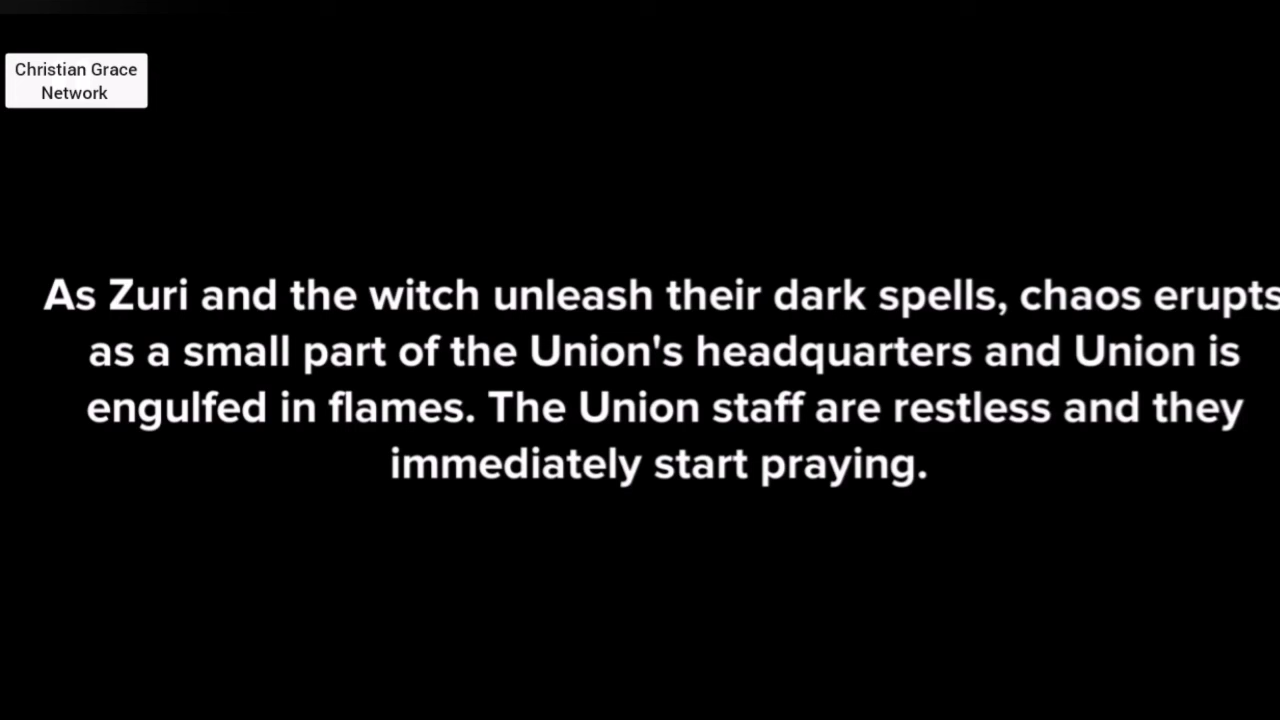 Christian Grace
Network
As Zuri and the witch unleash their dark spells, chaos erupts
as a small part of the Union's headquarters and Union is
engulfed in flames. The Union staff are restless and they
immediately start praying.